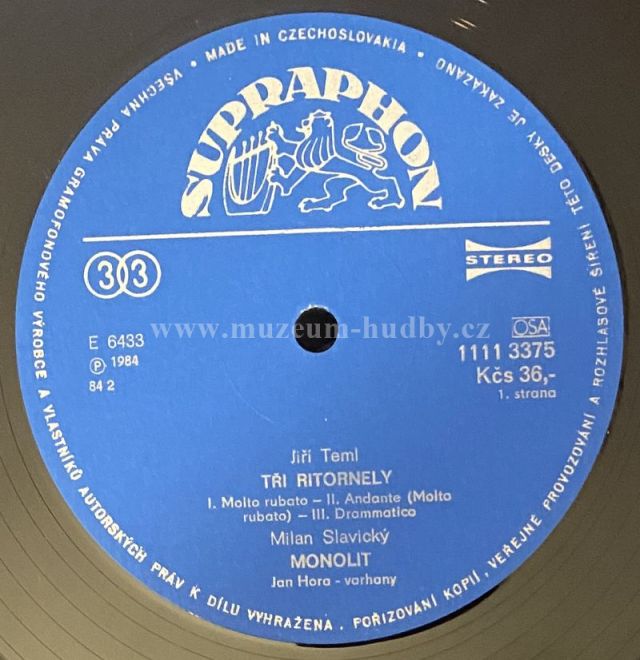 VŠECHNA PRÁVA GRAMOFONOVÉHO VÝROBCE A VLASTNÍKŮ AUTORSKÝCH PRÁV K DÍLU VYHRAŽENA. POŘIZOVÁNÍ KOPIÍ, VEŘEJNÉ PROVOZOVÁNÍ A ROZHLASOVÉ ŠÍŘENÍ TÉTO DESKY JE ZAKÁZÁNO • MADE IN CZECHOSLOVAKIA •
SUPRAPHON
33
STEREO
www.muzeum-hudby.cz
E 6433
Ⓟ 1984
84 2
OSA
1111 3375
Kčs 36,-
1. strana
Jiří Teml
TŘI RITORNELY
I. Molto rubato – II. Andante (Molto
rubato) – III. Drammatico
Milan Slavický
MONOLIT
Jan Hora - varhany